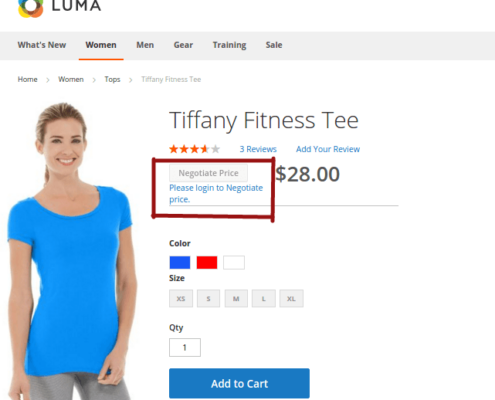 LUMA
What's New Women Men Gear Training Sale
Home > Women > Tops > Tiffany Fitness Tee
Tiffany Fitness Tee
3 Reviews Add Your Review
Negotiate Price
$28.00
Please login to Negotiate
price.
Color
Size
XS S M L XL
Qty
1
Add to Cart